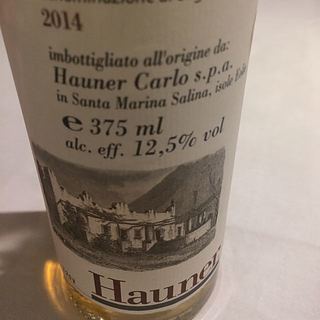 2014
imbottigliato all'origine da:
Hauner Carlo s.p.a.
in Santa Marina Salina, isole
e 375 ml
alc. eff. 12,5% vol
Hauner